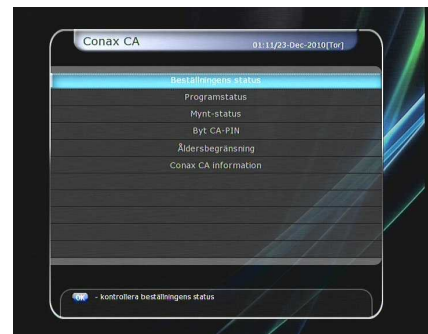 Conax CA
01:11/23-Dec-2010[Tor]
Beställningens status
Programstatus
Mynt-status
Byt CA-PIN
Åldersbegränsning
Conax CA information
OK - kontrollera beställningens status